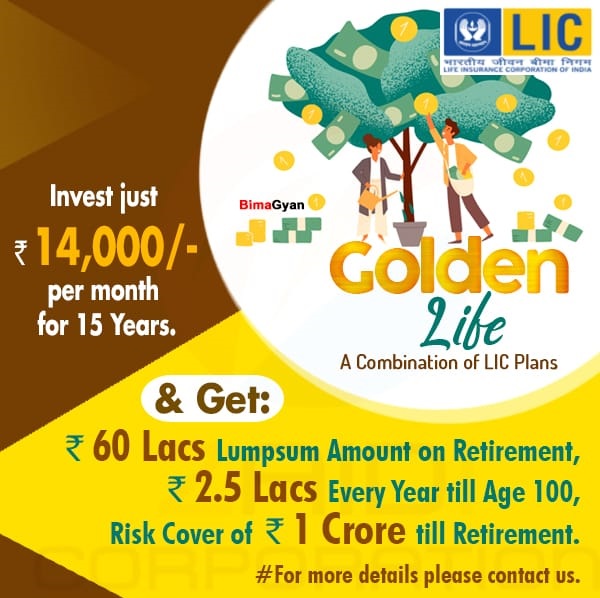 LIC
भारतीय जीवन बीमा निगम
LIFE INSURANCE CORPORATION OF INDIA
BimaGyan
Invest just
₹ 14,000/-
per month
for 15 Years.
Golden
Life
A Combination of LIC Plans
& Get:
₹ 60 Lacs Lumpsum Amount on Retirement,
₹ 2.5 Lacs Every Year till Age 100,
Risk Cover of ₹ 1 Crore till Retirement.
#For more details please contact us.
CORPORATION